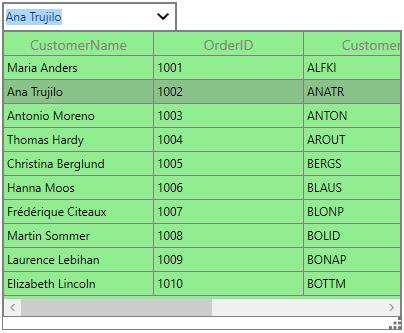 Ana Trujilo
CustomerName OrderID Customer
Maria Anders 1001 ALFKI
Ana Trujilo 1002 ANATR
Antonio Moreno 1003 ANTON
Thomas Hardy 1004 AROUT
Christina Berglund 1005 BERGS
Hanna Moos 1006 BLAUS
Frédérique Citeaux 1007 BLONP
Martin Sommer 1008 BOLID
Laurence Lebihan 1009 BONAP
Elizabeth Lincoln 1010 BOTTM